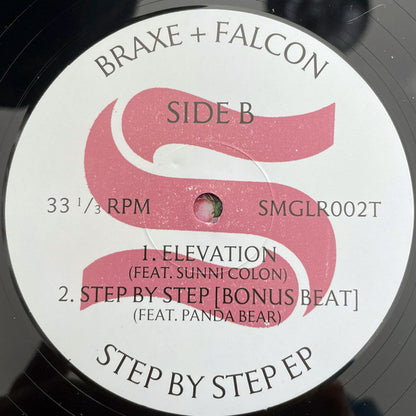 BRAXE + FALCON
SIDE B
33 1/3 RPM
SMGLR002T
1. ELEVATION
(FEAT. SUNNI COLON)
2. STEP BY STEP [BONUS BEAT]
(FEAT. PANDA BEAR)
STEP BY STEP EP